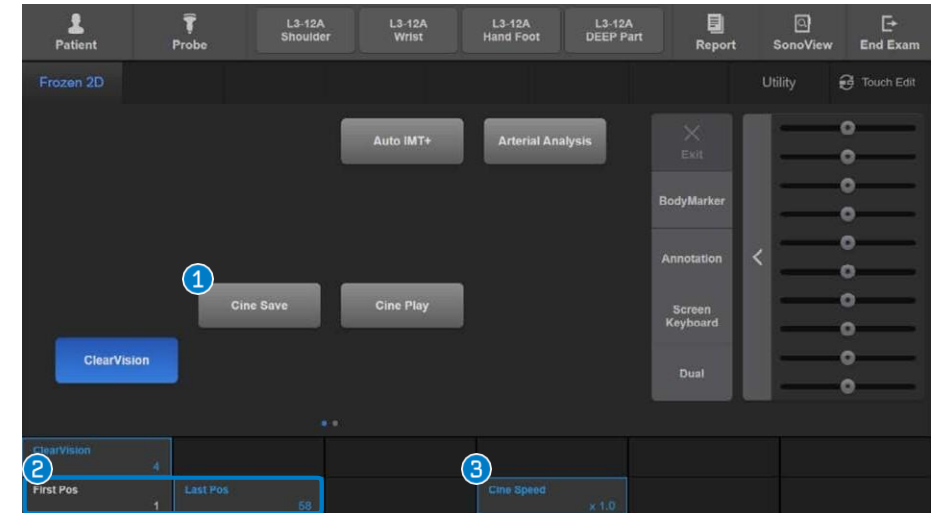 Patient
Probe
L3-12A
Shoulder
L3-12A
Wrist
L3-12A
Hand Foot
L3-12A
DEEP Part
Report
SonoView
End Exam
Frozen 2D
Utility
Touch Edit
Auto IMT+
Arterial Analysis
Exit
BodyMarker
Annotation
1
Cine Save
Cine Play
Screen
Keyboard
ClearVision
Dual
ClearVision
4
2
3
First Pos
1
Last Pos
58
Cine Speed
x 1.0